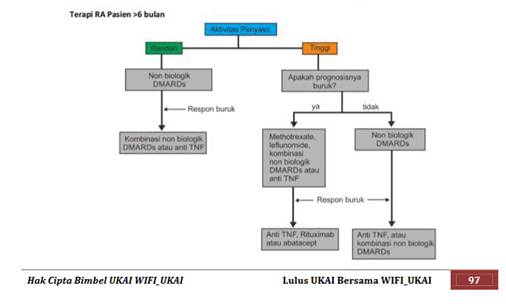 Terapi RA Pasien >6 bulan
Aktivitas Penyakit
Rendah
Tinggi
Non biologik
DMARDs
Apakah prognosisnya
buruk?
Respon buruk
ya
tidak
Kombinasi non biologik
DMARDs atau anti TNF
Methotrexate,
leflunomide,
kombinasi
non biologik
DMARDs atau
anti TNF
Non biologik
DMARDs
Respon buruk
Anti TNF, Rituximab
atau abatacept
Anti TNF, atau
kombinasi non biologik
DMARDs
Hak Cipta Bimbel UKAI WIFI_UKAI
Lulus UKAI Bersama WIFI_UKAI
97